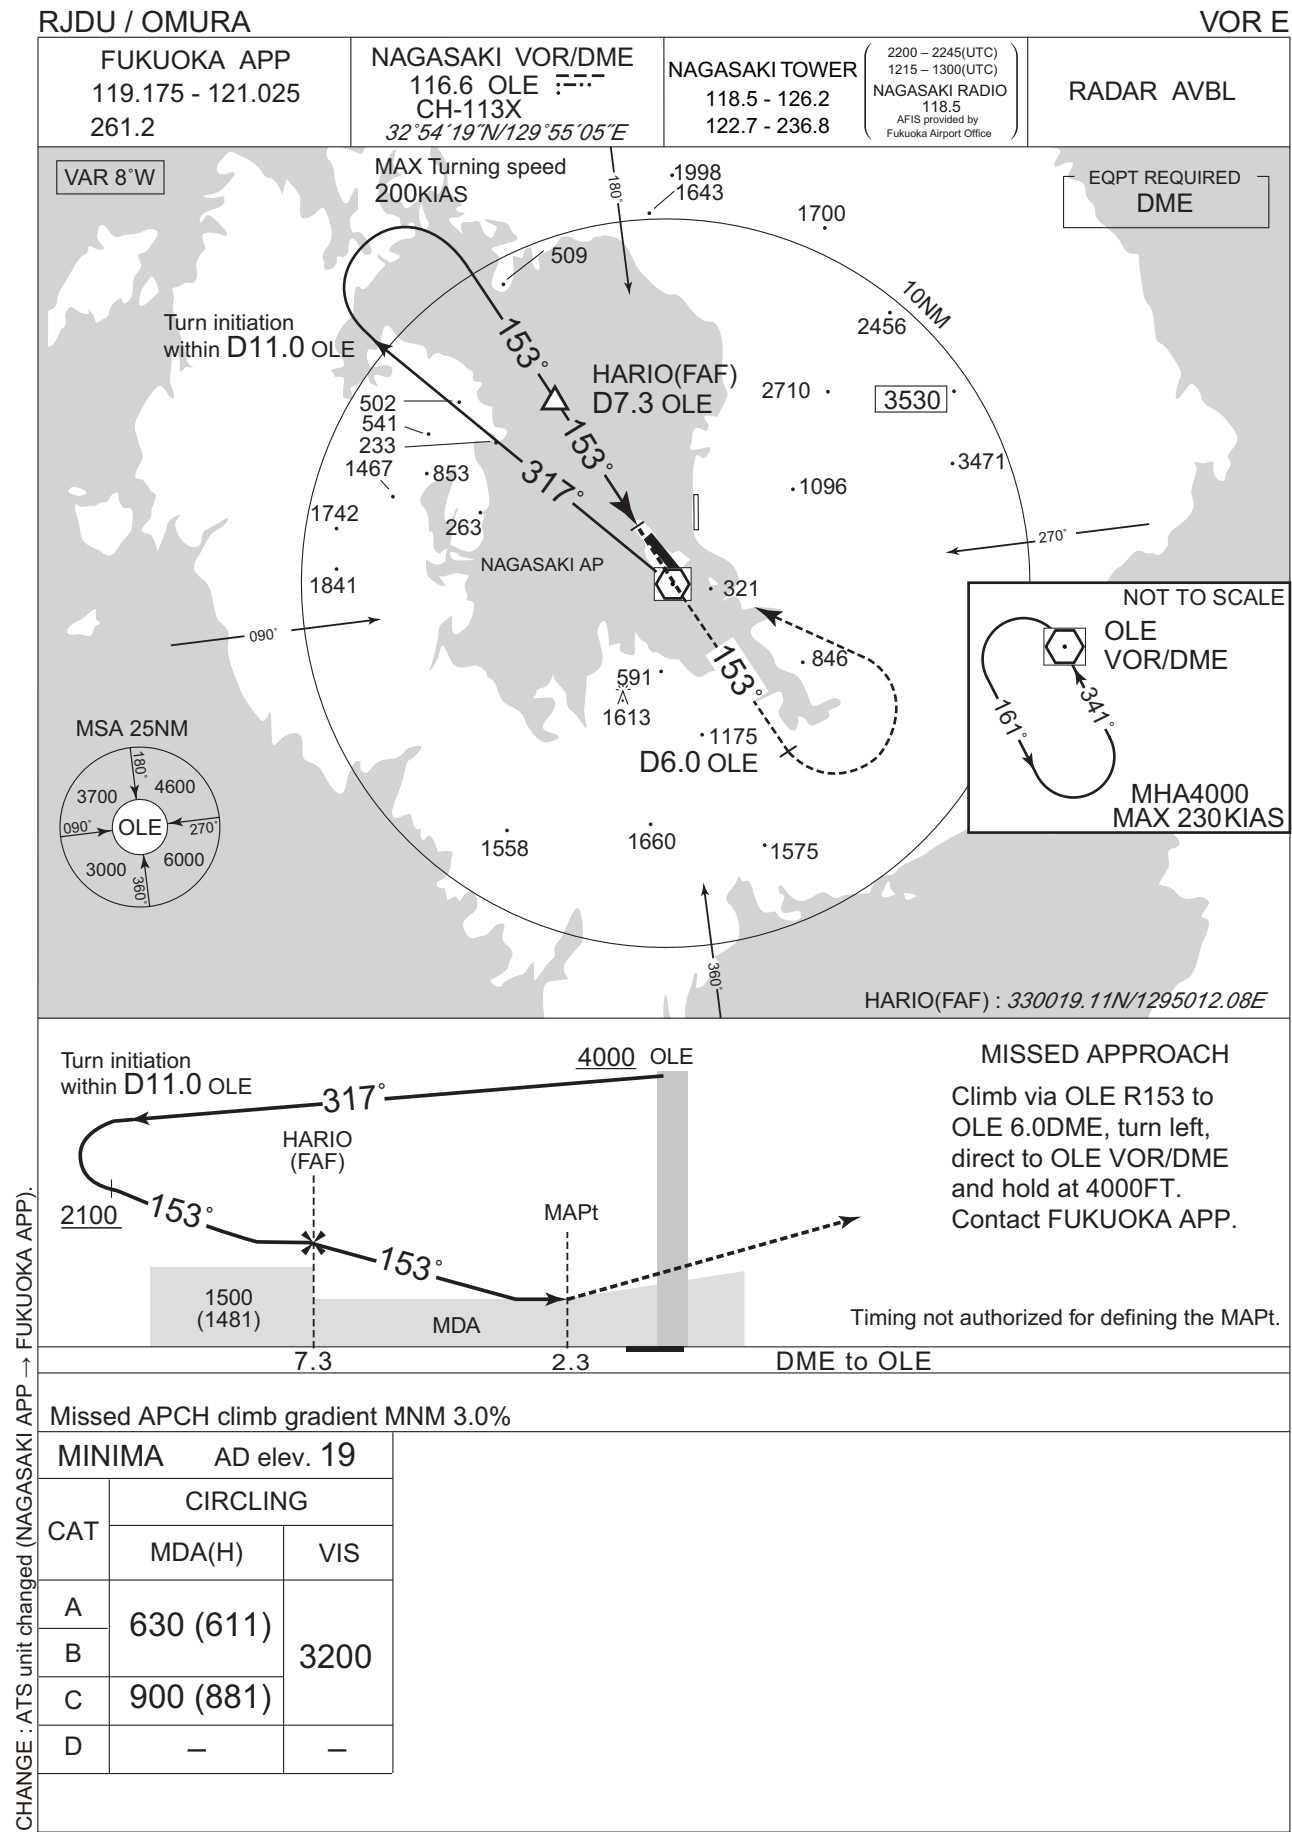 RJDU / OMURA
VOR E
FUKUOKA APP
119.175 - 121.025
261.2
NAGASAKI VOR/DME
116.6 OLE
CH-113X
32°54´19˝N/129°55´05˝E
NAGASAKI TOWER
118.5 - 126.2
122.7 - 236.8
2200 – 2245(UTC)
1215 – 1300(UTC)
NAGASAKI RADIO
118.5
AFIS provided by
Fukuoka Airport Office
RADAR AVBL
VAR 8°W
MAX Turning speed
200KIAS
EQPT REQUIRED
DME
180°
1998
1643
1700
509
10NM
2456
Turn initiation
within D11.0 OLE
153°
HARIO(FAF)
D7.3 OLE
2710
3530
502
541
233
1467
853
153°
317°
3471
1096
1742
263
270°
NAGASAKI AP
1841
321
090°
846
153°
591
1613
1175
D6.0 OLE
NOT TO SCALE
OLE
VOR/DME
161°
341°
MHA4000
MAX 230KIAS
MSA 25NM
180°
3700
4600
090°
OLE
270°
3000
6000
360°
1558
1660
1575
360°
HARIO(FAF) : 330019.11N/1295012.08E
Turn initiation
within D11.0 OLE
4000 OLE
317°
HARIO
(FAF)
2100
153°
MAPt
153°
1500
(1481)
MDA
7.3
2.3
DME to OLE
MISSED APPROACH
Climb via OLE R153 to
OLE 6.0DME, turn left,
direct to OLE VOR/DME
and hold at 4000FT.
Contact FUKUOKA APP.
Timing not authorized for defining the MAPt.
Missed APCH climb gradient MNM 3.0%
MINIMA AD elev. 19
CAT
CIRCLING
MDA(H)
VIS
A
630 (611)
B
3200
C
900 (881)
D
–
–
CHANGE : ATS unit changed (NAGASAKI APP → FUKUOKA APP).